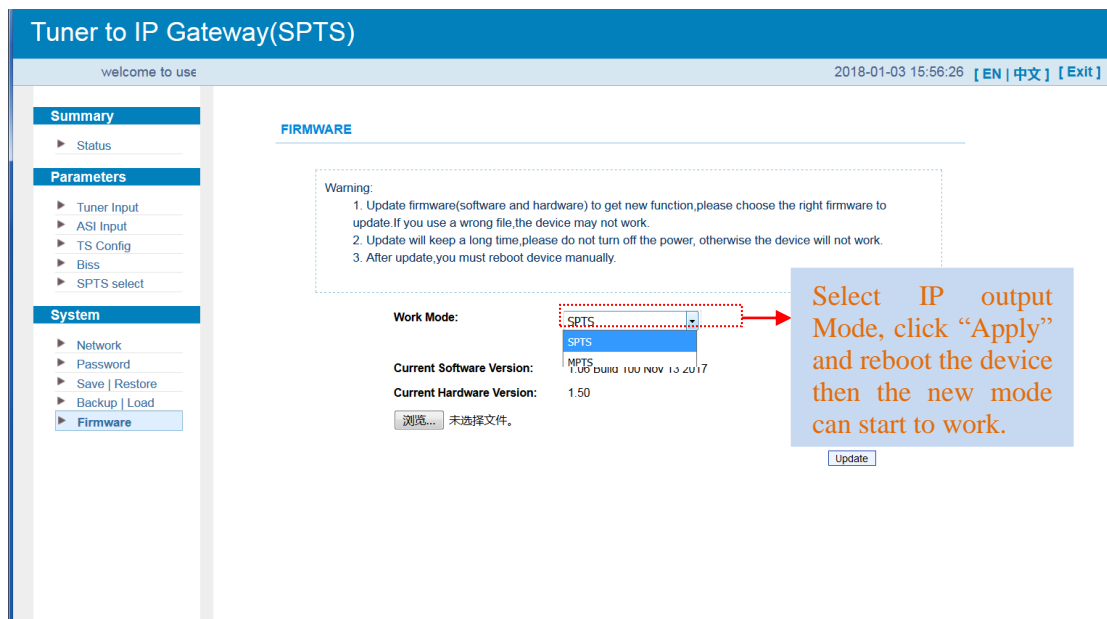 Tuner to IP Gateway(SPTS)
welcome to use
2018-01-03 15:56:26 [ EN | 中文 ] [ Exit ]
Summary
Status
Parameters
Tuner Input
ASI Input
TS Config
Biss
SPTS select
System
Network
Password
Save | Restore
Backup | Load
Firmware
FIRMWARE
Warning:
1. Update firmware(software and hardware) to get new function,please choose the right firmware to
update.If you use a wrong file,the device may not work.
2. Update will keep a long time,please do not turn off the power, otherwise the device will not work.
3. After update,you must reboot device manually.
Work Mode: SPTS
SPTS
MPTS
Current Software Version: 1.06 Build 100 Nov 13 2017
Current Hardware Version: 1.50
浏览... 未选择文件。
Update
Select IP output
Mode, click “Apply”
and reboot the device
then the new mode
can start to work.